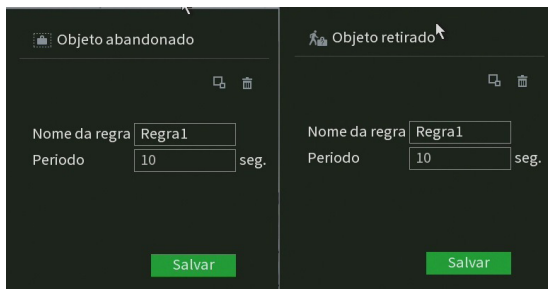 Objeto abandonado
Nome da regra Regra1
Periodo 10 seg.
Salvar
Objeto retirado
Nome da regra Regra1
Periodo 10 seg.
Salvar